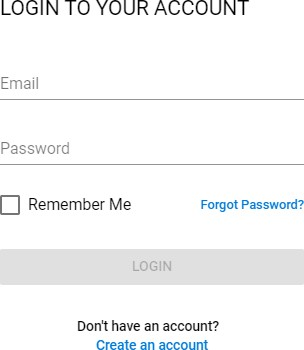 LOGIN TO YOUR ACCOUNT
Email
Password
Remember Me Forgot Password?
LOGIN
Don't have an account?
Create an account